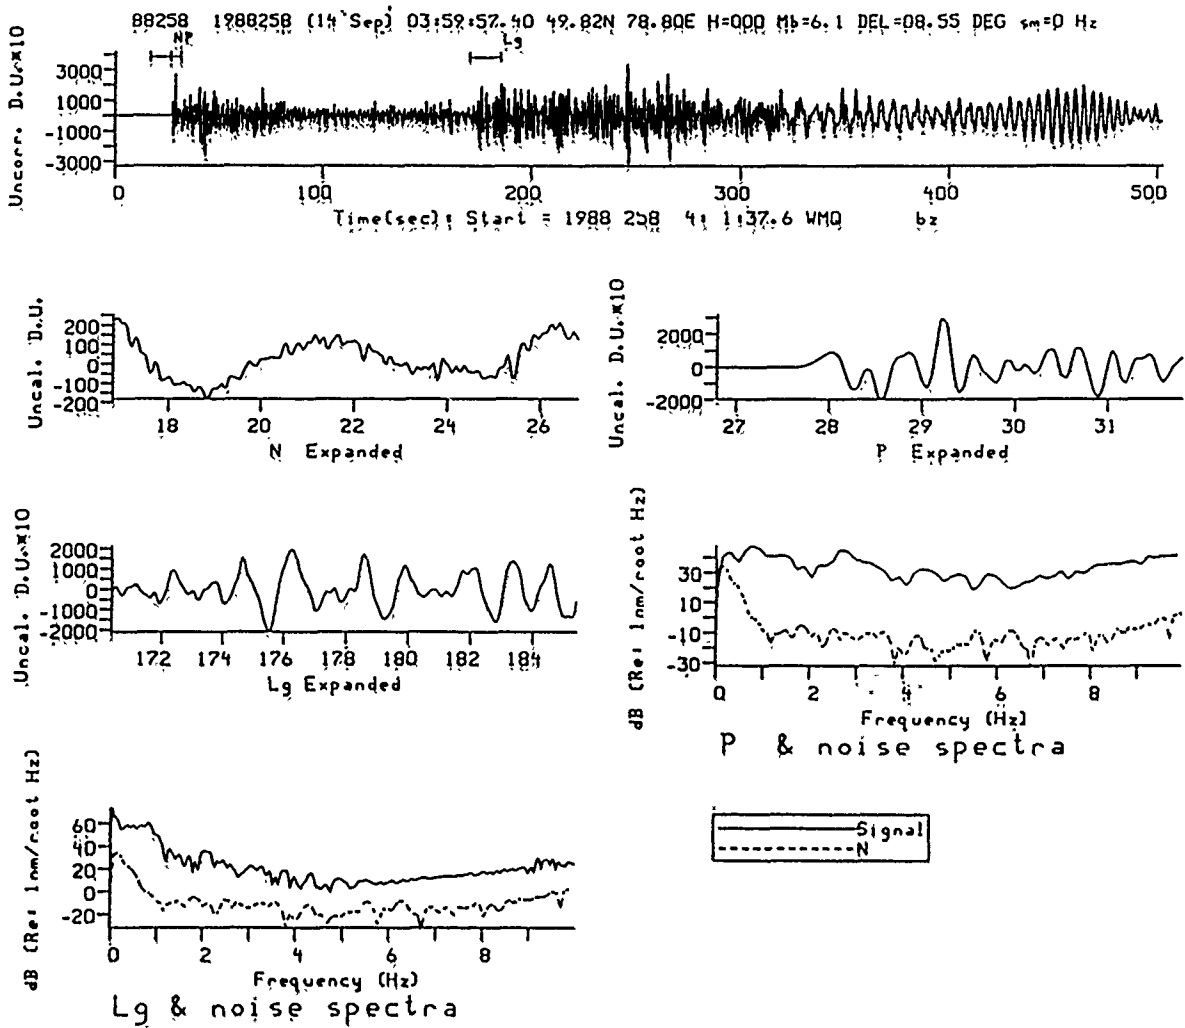 88258 1988258 (14 Sep) 03:59:57.40 49.82N 78.80E H=000 Mb=6.1 DEL=08.55 DEG sm=0 Hz
NP
Lg
Uncorr. D.U.*10
3000
1000
-1000
-3000
0 100 200 300 400 500
Time(sec): Start = 1988 258 4: 1:37.6 WMQ bz
Uncal. D.U.
200
100
0
-100
-200
18 20 22 24 26
N Expanded
Uncal. D.U.*10
2000
0
-2000
27 28 29 30 31
P Expanded
Uncal. D.U.*10
2000
1000
0
-1000
-2000
172 174 176 178 180 182 184
Lg Expanded
dB (Re: 1nm/root Hz)
30
10
-10
-30
0 2 4 6 8
Frequency (Hz)
P & noise spectra
dB (Re: 1nm/root Hz)
60
40
20
0
-20
0 2 4 6 8
Frequency (Hz)
Lg & noise spectra
Signal
N